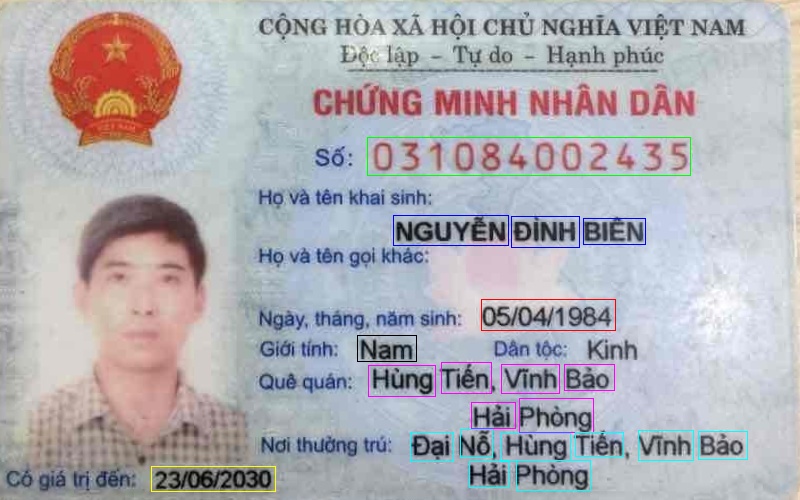 CỘNG HÒA XÃ HỘI CHỦ NGHĨA VIỆT NAM
Độc lập - Tự do - Hạnh phúc
VIỆT NAM
CHỨNG MINH NHÂN DÂN
Số: 031084002435
Họ và tên khai sinh:
NGUYỄN ĐÌNH BIÊN
Họ và tên gọi khác:
Ngày, tháng, năm sinh: 05/04/1984
Giới tính: Nam Dân tộc: Kinh
Quê quán: Hùng Tiến, Vĩnh Bảo
Hải Phòng
Nơi thường trú: Đại Nỗ, Hùng Tiến, Vĩnh Bảo
Hải Phòng
Có giá trị đến: 23/06/2030